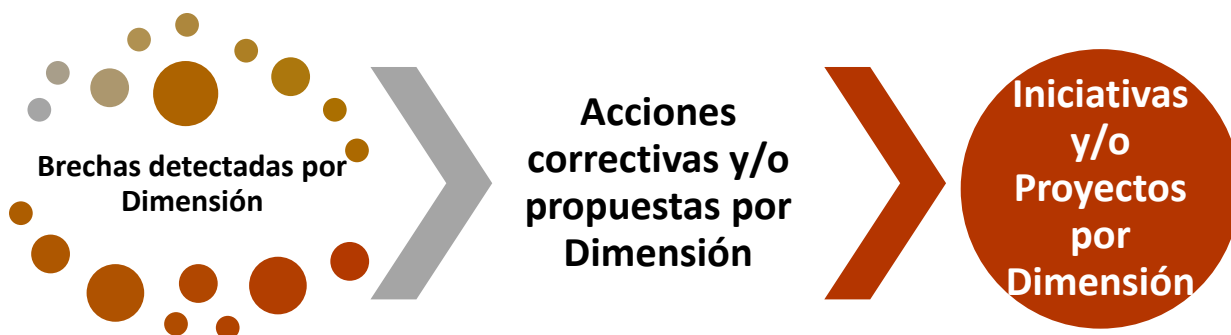 Brechas detectadas por
Dimensión
Acciones
correctivas y/o
propuestas por
Dimensión
Iniciativas
y/o
Proyectos
por
Dimensión